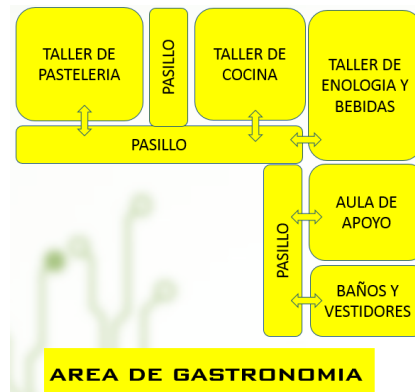 TALLER DE
PASTELERIA
PASILLO
TALLER DE
COCINA
TALLER DE
ENOLOGIA Y
BEBIDAS
PASILLO
AULA DE
APOYO
PASILLO
BAÑOS Y
VESTIDORES
AREA DE GASTRONOMIA